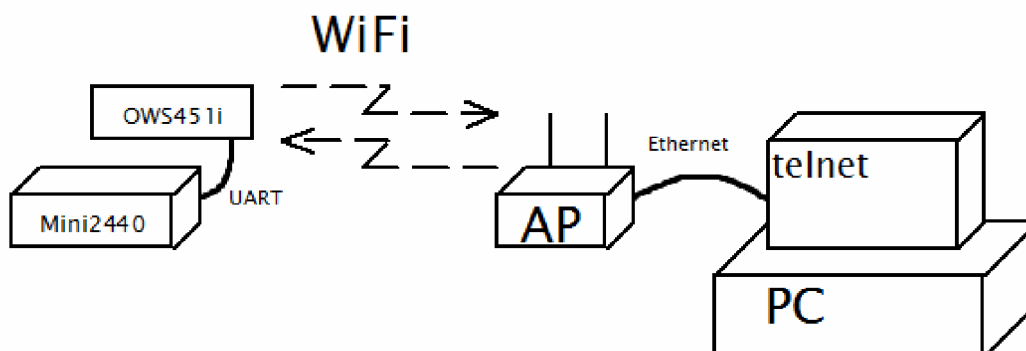 WiFi
OWS451i
Ethernet
telnet
UART
Mini2440
AP
PC